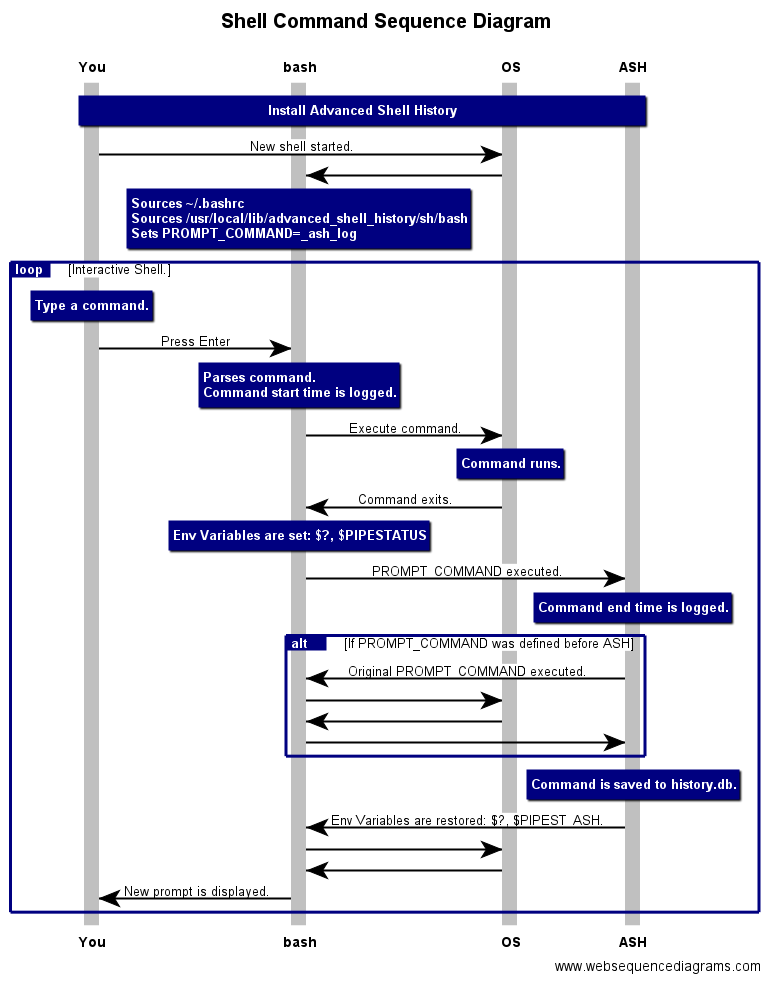 Shell Command Sequence Diagram
You bash OS ASH
Install Advanced Shell History
New shell started.
Sources ~/.bashrc
Sources /usr/local/lib/advanced_shell_history/sh/bash
Sets PROMPT_COMMAND=_ash_log
loop [Interactive Shell.]
Type a command.
Press Enter
Parses command.
Command start time is logged.
Execute command.
Command runs.
Command exits.
Env Variables are set: $?, $PIPESTATUS
PROMPT_COMMAND executed.
Command end time is logged.
alt [If PROMPT_COMMAND was defined before ASH]
Original PROMPT_COMMAND executed.
Command is saved to history.db.
Env Variables are restored: $?, $PIPEST_ASH.
New prompt is displayed.
You bash OS ASH
www.websequencediagrams.com